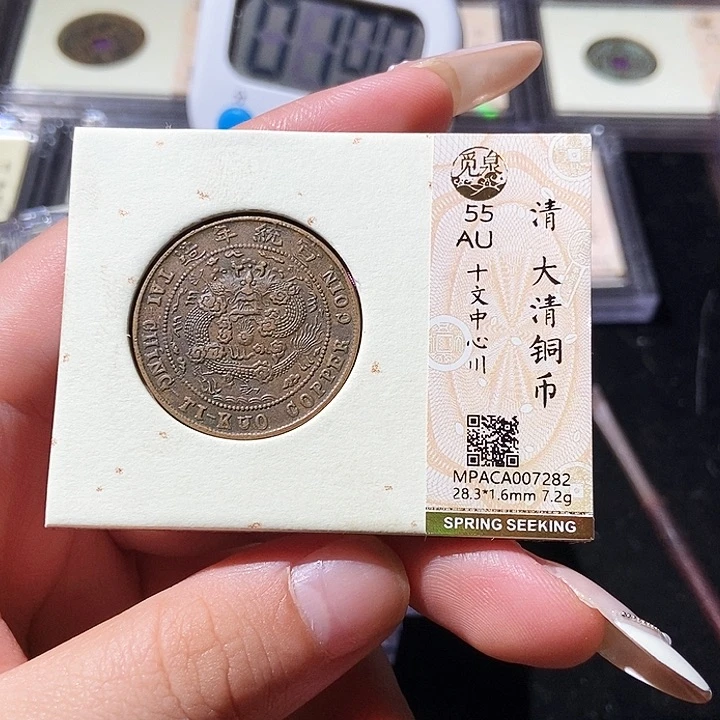 造年統宣
TAI CHING TI-KUO COPPER COIN
觅泉
55
AU
清 大清铜币
十文中心川
MPACA007282
28.3*1.6mm 7.2g
SPRING SEEKING